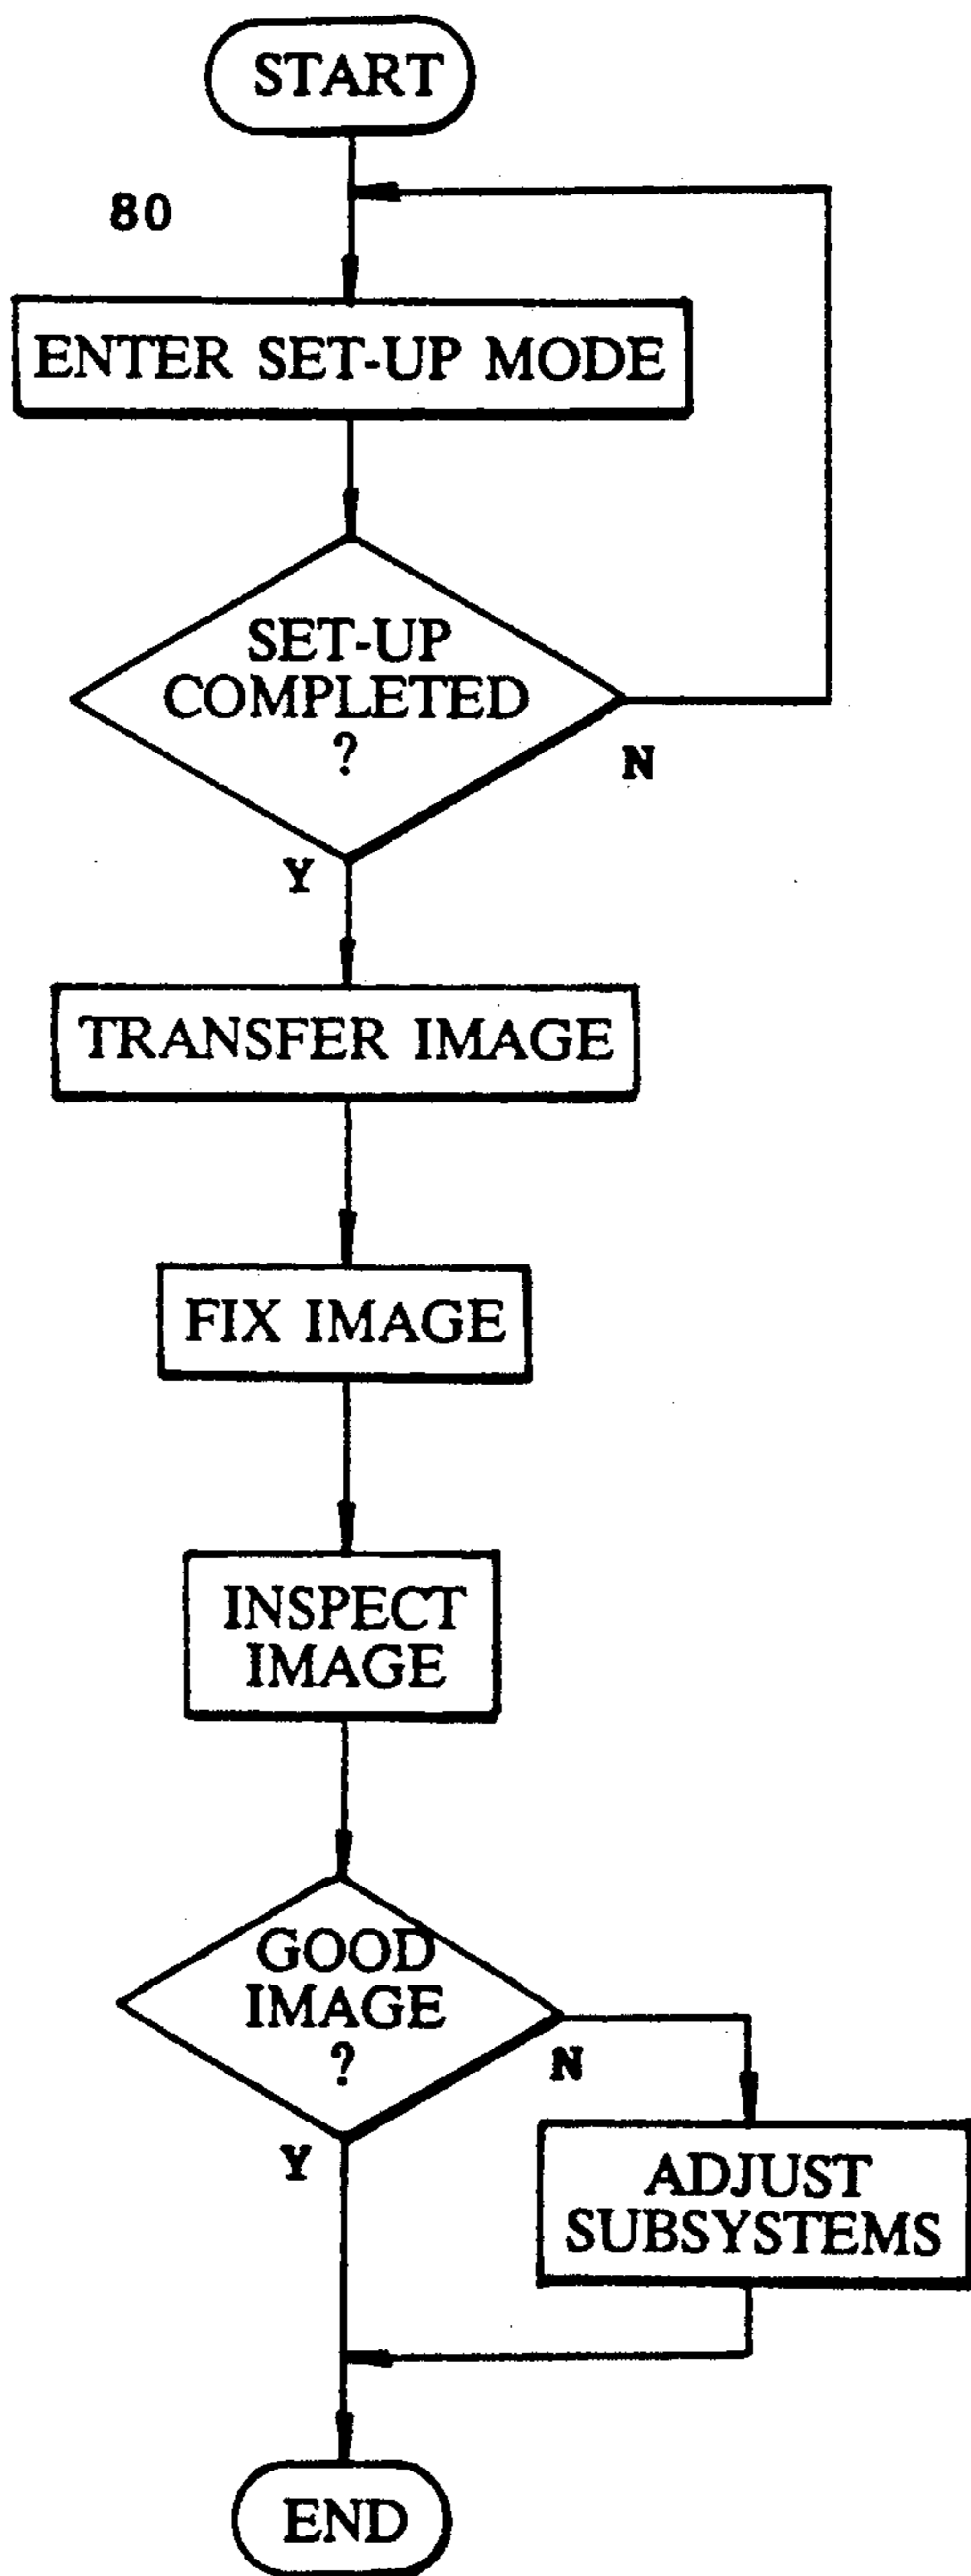 START
80
ENTER SET-UP MODE
SET-UP
COMPLETED
?
N
Y
TRANSFER IMAGE
FIX IMAGE
INSPECT
IMAGE
GOOD
IMAGE
?
N
Y
ADJUST
SUBSYSTEMS
END